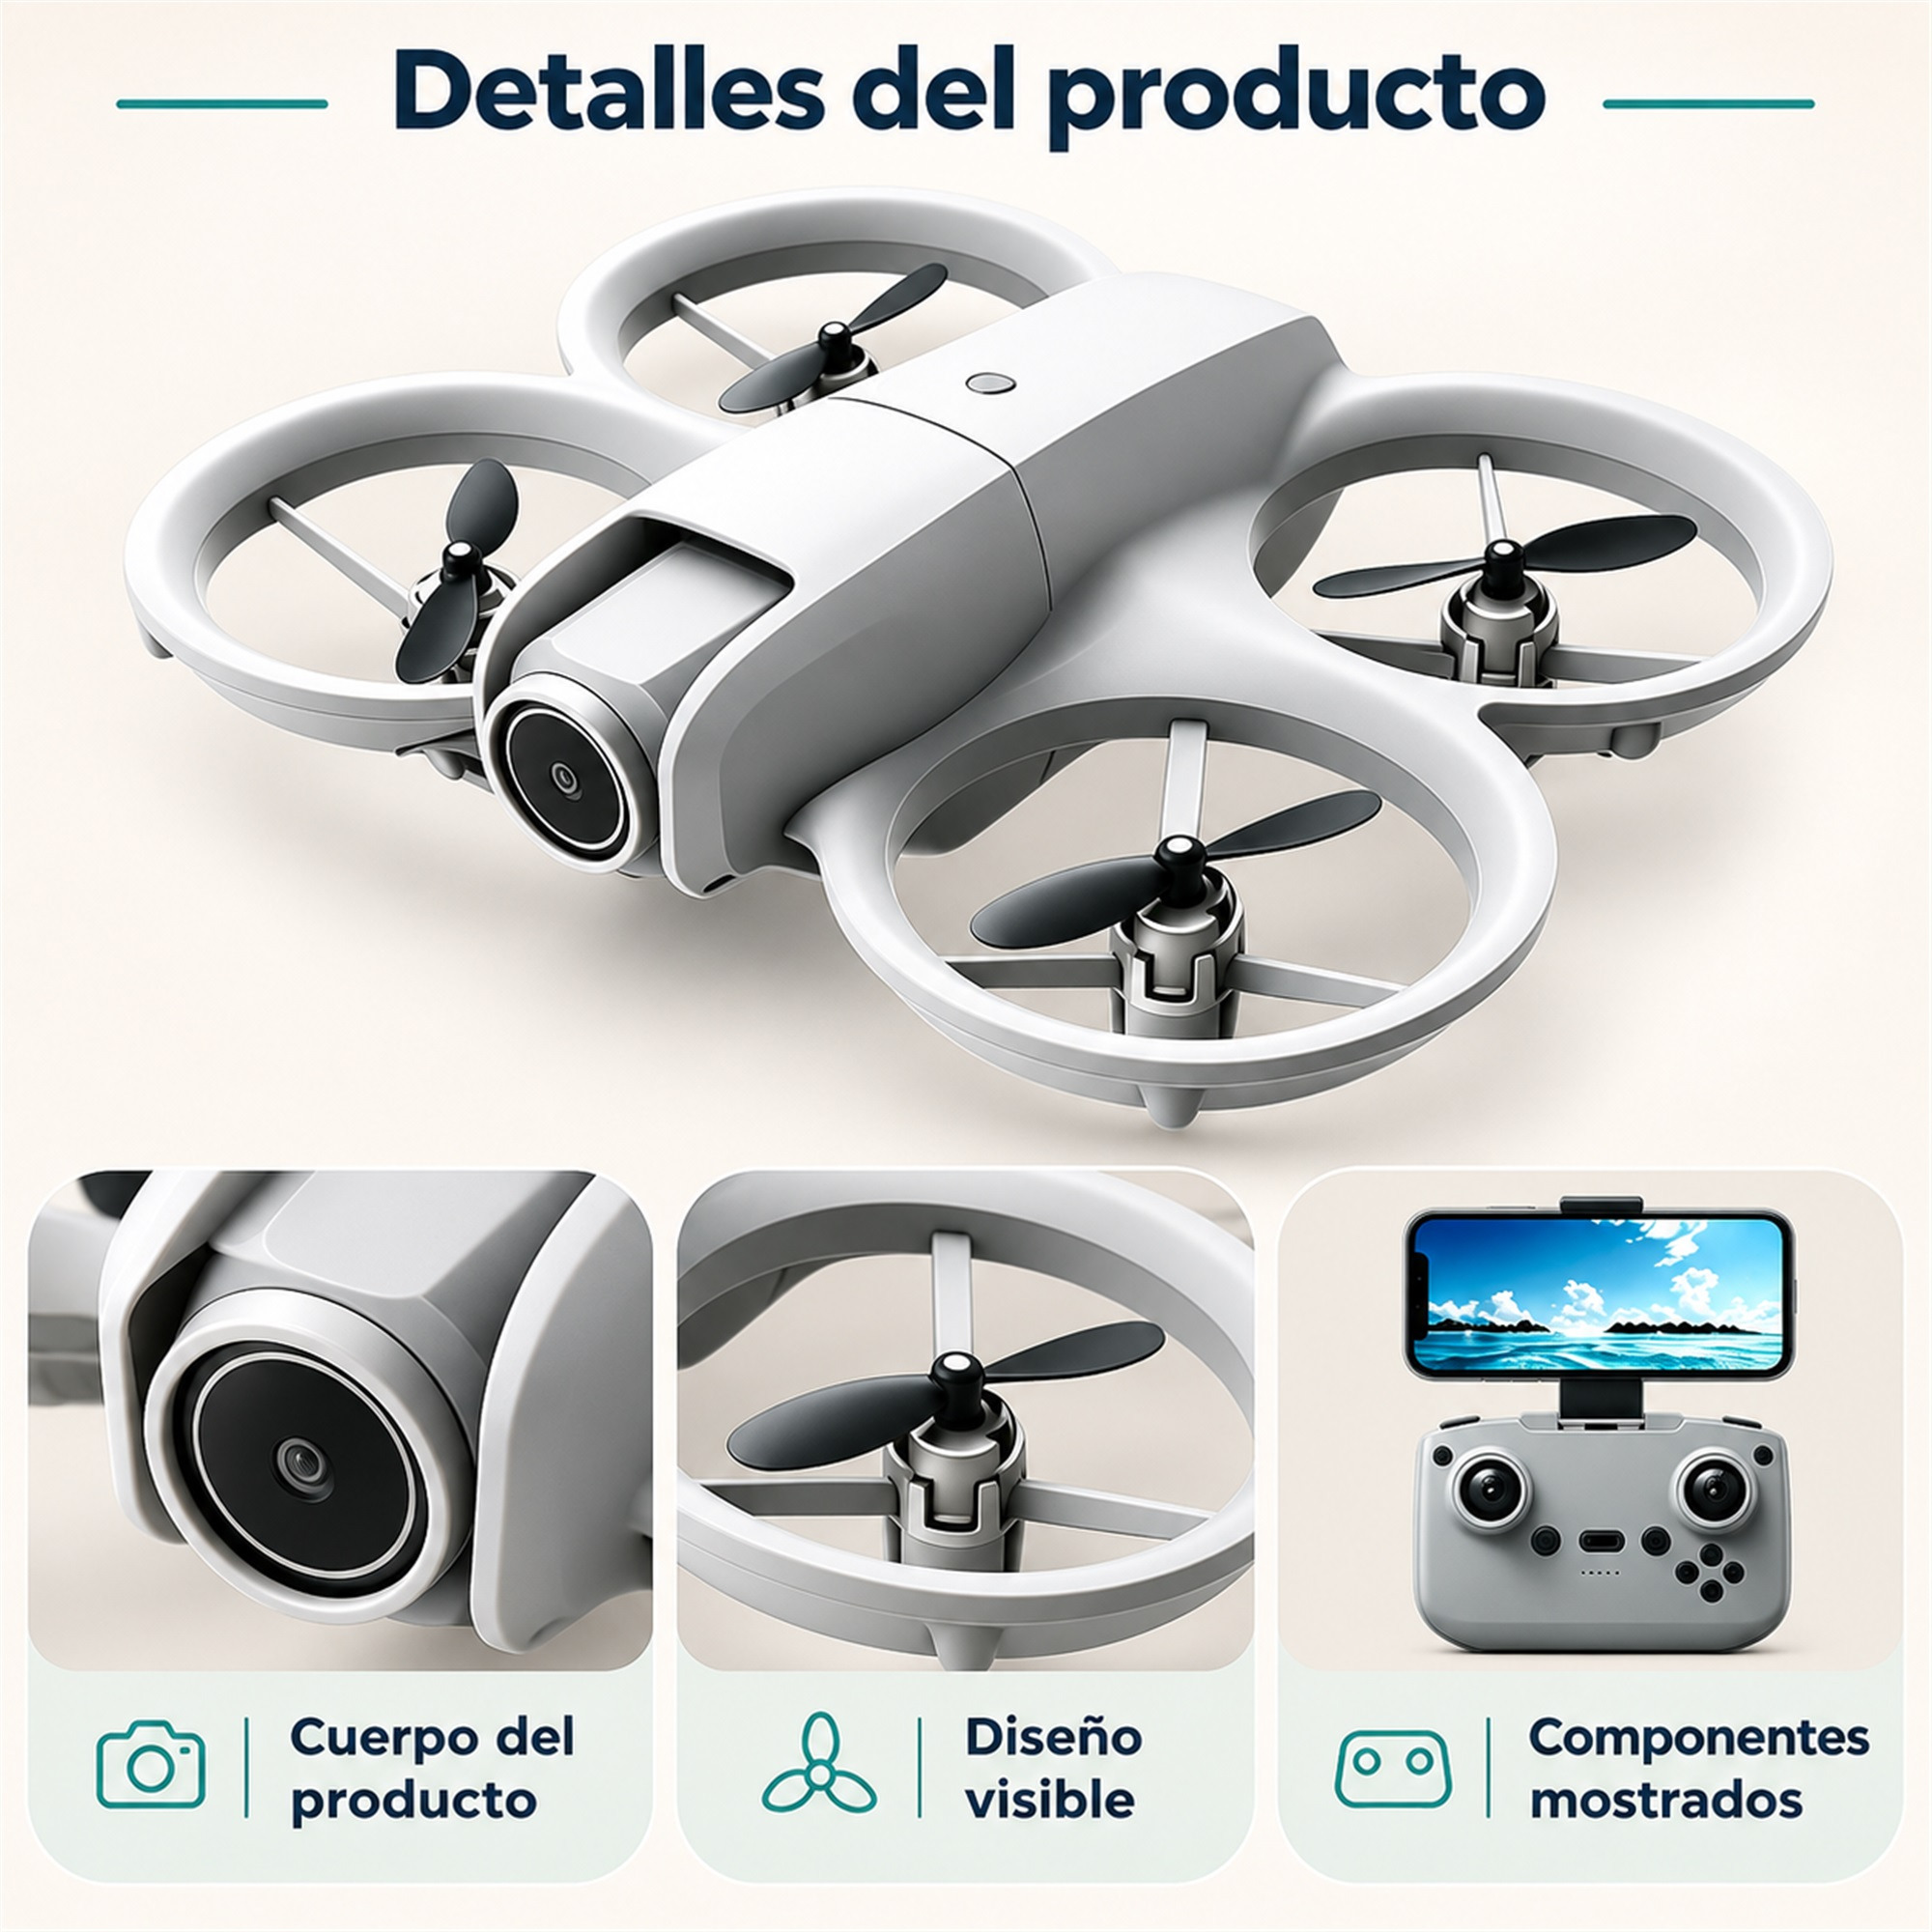 Detalles del producto
Cuerpo del
producto
Diseño
visible
Componentes
mostrados